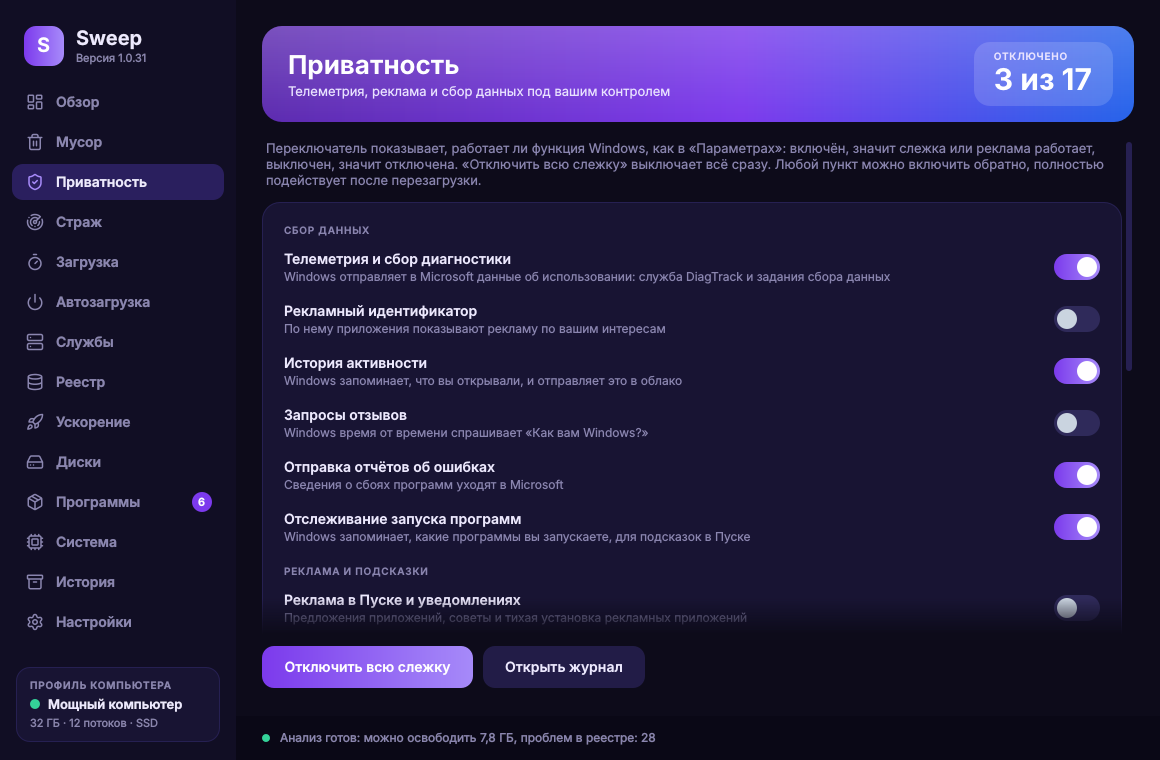 S
Sweep
Версия 1.0.31
Обзор
Мусор
Приватность
Страж
Загрузка
Автозагрузка
Службы
Реестр
Ускорение
Диски
Программы
6
Система
История
Настройки
ПРОФИЛЬ КОМПЬЮТЕРА
Мощный компьютер
32 ГБ · 12 потоков · SSD
Приватность
Телеметрия, реклама и сбор данных под вашим контролем
ОТКЛЮЧЕНО
3 из 17
Переключатель показывает, работает ли функция Windows, как в «Параметрах»: включён, значит слежка или реклама работает,
выключен, значит отключена. «Отключить всю слежку» выключает всё сразу. Любой пункт можно включить обратно, полностью
подействует после перезагрузки.
СБОР ДАННЫХ
Телеметрия и сбор диагностики
Windows отправляет в Microsoft данные об использовании: служба DiagTrack и задания сбора данных
Рекламный идентификатор
По нему приложения показывают рекламу по вашим интересам
История активности
Windows запоминает, что вы открывали, и отправляет это в облако
Запросы отзывов
Windows время от времени спрашивает «Как вам Windows?»
Отправка отчётов об ошибках
Сведения о сбоях программ уходят в Microsoft
Отслеживание запуска программ
Windows запоминает, какие программы вы запускаете, для подсказок в Пуске
РЕКЛАМА И ПОДСКАЗКИ
Реклама в Пуске и уведомлениях
Предложения приложений, советы и тихая установка рекламных приложений
Отключить всю слежку
Открыть журнал
Анализ готов: можно освободить 7,8 ГБ, проблем в реестре: 28